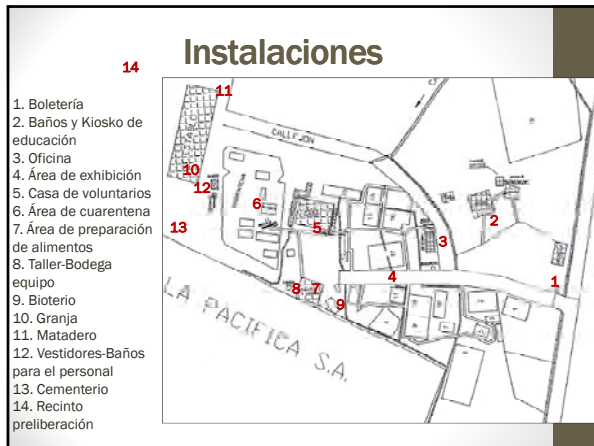 Instalaciones
14
11
1. Boletería
2. Baños y Kiosko de
educación
3. Oficina
4. Área de exhibición
5. Casa de voluntarios
6. Área de cuarentena
7. Área de preparación
de alimentos
8. Taller-Bodega
equipo
9. Bioterio
10. Granja
11. Matadero
12. Vestidores-Baños
para el personal
13. Cementerio
14. Recinto
preliberación
CALLEJON
10
12
6
13
5
2
3
4
1
8
7
9
LA PACIFICA S.A.